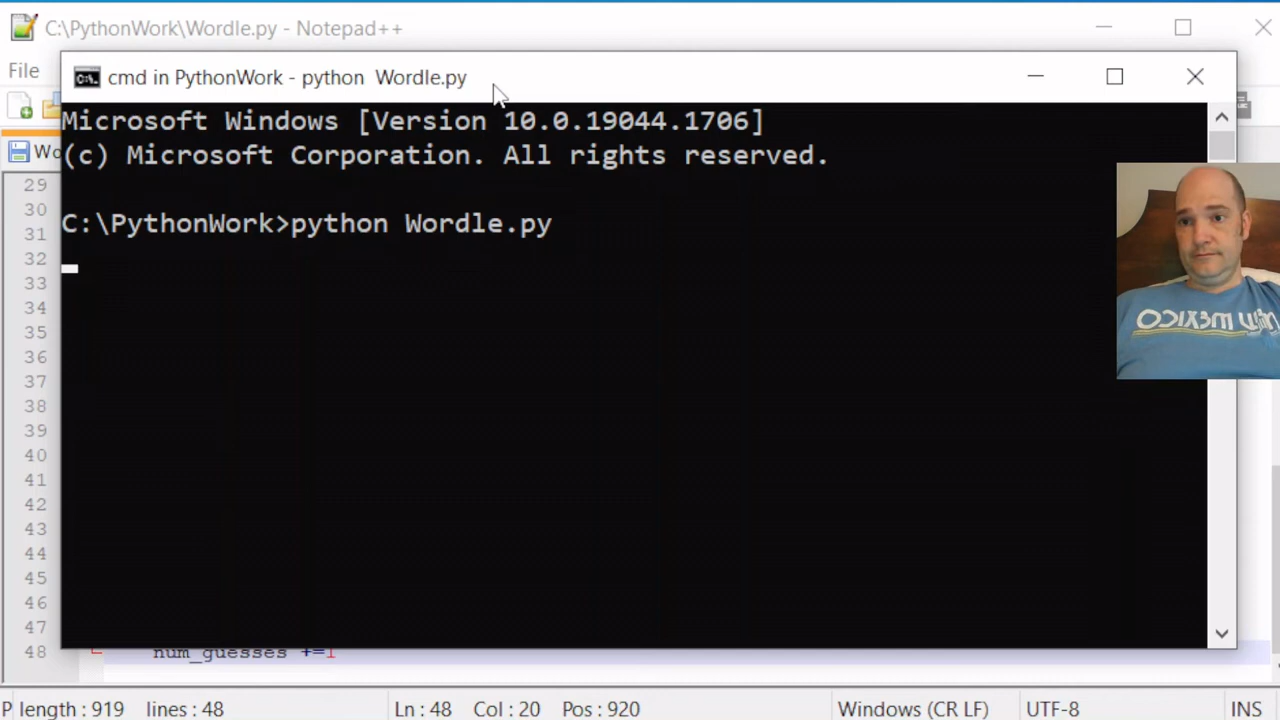 C:\PythonWork\Wordle.py - Notepad++
File
cmd in PythonWork - python Wordle.py
Microsoft Windows [Version 10.0.19044.1706]
(c) Microsoft Corporation. All rights reserved.
Wo
C:\PythonWork>python Wordle.py
29
30
31
32
33
34
35
36
37
38
39
40
41
42
43
44
45
46
47
48 num_guesses +=1
P length : 919 lines : 48 Ln : 48 Col : 20 Pos : 920 Windows (CR LF) UTF-8 INS